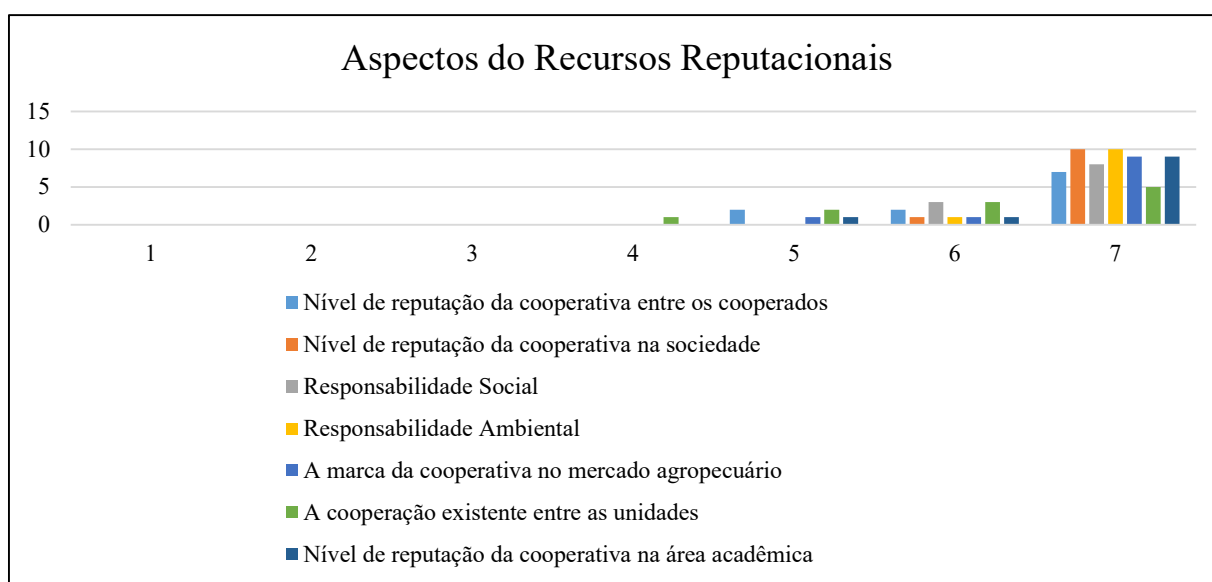 Aspectos do Recursos Reputacionais
15
10
5
0
1 2 3 4 5 6 7
Nível de reputação da cooperativa entre os cooperados
Nível de reputação da cooperativa na sociedade
Responsabilidade Social
Responsabilidade Ambiental
A marca da cooperativa no mercado agropecuário
A cooperação existente entre as unidades
Nível de reputação da cooperativa na área acadêmica